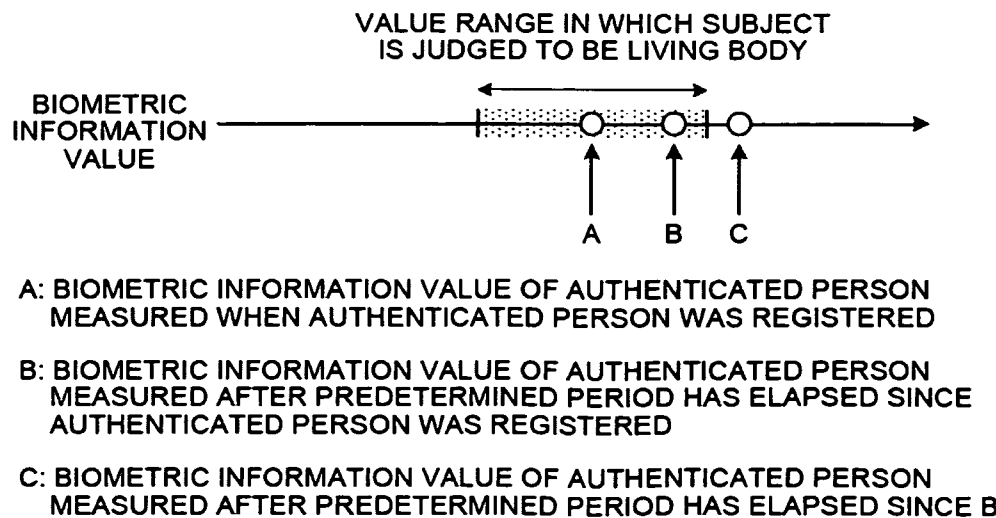 VALUE RANGE IN WHICH SUBJECT
IS JUDGED TO BE LIVING BODY
BIOMETRIC
INFORMATION
VALUE
A B C
A: BIOMETRIC INFORMATION VALUE OF AUTHENTICATED PERSON
MEASURED WHEN AUTHENTICATED PERSON WAS REGISTERED
B: BIOMETRIC INFORMATION VALUE OF AUTHENTICATED PERSON
MEASURED AFTER PREDETERMINED PERIOD HAS ELAPSED SINCE
AUTHENTICATED PERSON WAS REGISTERED
C: BIOMETRIC INFORMATION VALUE OF AUTHENTICATED PERSON
MEASURED AFTER PREDETERMINED PERIOD HAS ELAPSED SINCE B